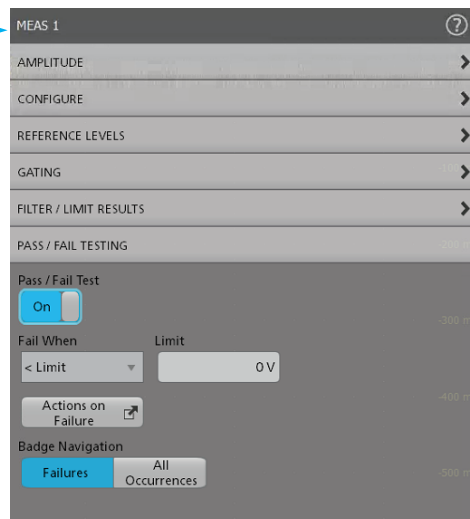 MEAS 1
?
AMPLITUDE
CONFIGURE
REFERENCE LEVELS
GATING
FILTER / LIMIT RESULTS
PASS / FAIL TESTING
-200 m
Pass / Fail Test
On
-300 m
Fail When Limit
< Limit 0 V
-400 m
Actions on
Failure
Badge Navigation
Failures All
Occurrences
-500 m